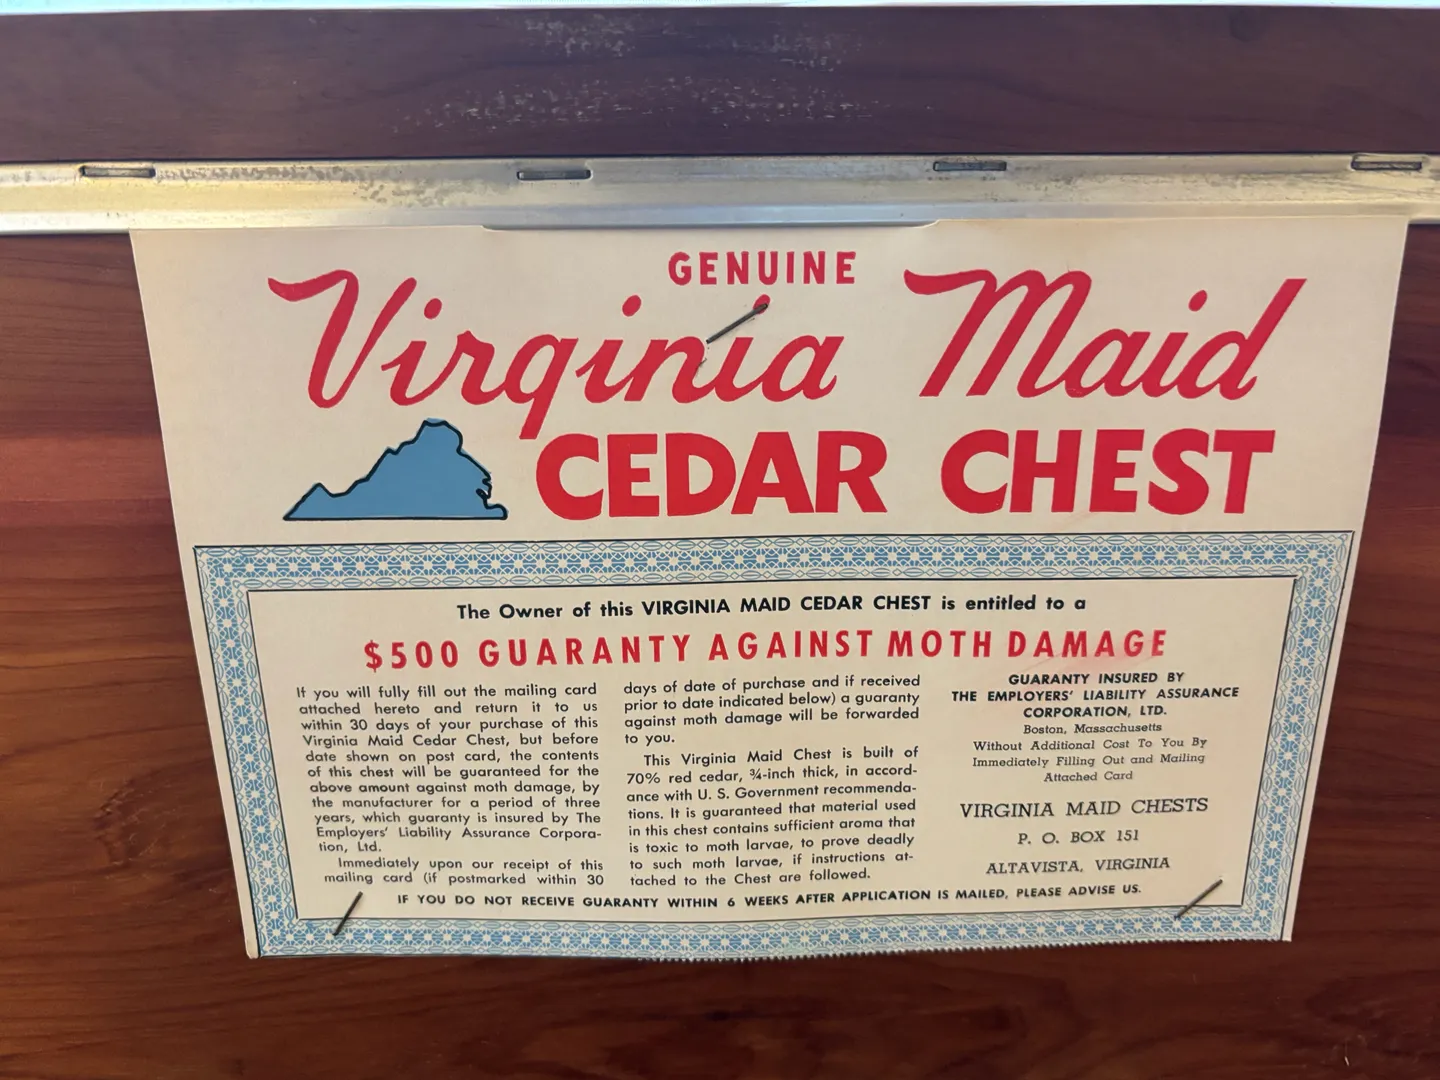 GENUINE
Virginia Maid
CEDAR CHEST
The Owner of this VIRGINIA MAID CEDAR CHEST is entitled to a
$500 GUARANTY AGAINST MOTH DAMAGE
If you will fully fill out the mailing card
attached hereto and return it to us
within 30 days of your purchase of this
Virginia Maid Cedar Chest, but before
date shown on post card, the contents
of this chest will be guaranteed for the
above amount against moth damage, by
the manufacturer for a period of three
years, which guaranty is insured by The
Employers' Liability Assurance Corpora-
tion, Ltd.
Immediately upon our receipt of this
mailing card (if postmarked within 30
days of date of purchase and if received
prior to date indicated below) a guaranty
against moth damage will be forwarded
to you.
This Virginia Maid Chest is built of
70% red cedar, ¾-inch thick, in accord-
ance with U. S. Government recommenda-
tions. It is guaranteed that material used
in this chest contains sufficient aroma that
is toxic to moth larvae, to prove deadly
to such moth larvae, if instructions at-
tached to the Chest are followed.
GUARANTY INSURED BY
THE EMPLOYERS' LIABILITY ASSURANCE
CORPORATION, LTD.
Boston, Massachusetts
Without Additional Cost To You By
Immediately Filling Out and Mailing
Attached Card
VIRGINIA MAID CHESTS
P. O. BOX 151
ALTAVISTA, VIRGINIA
IF YOU DO NOT RECEIVE GUARANTY WITHIN 6 WEEKS AFTER APPLICATION IS MAILED, PLEASE ADVISE US.